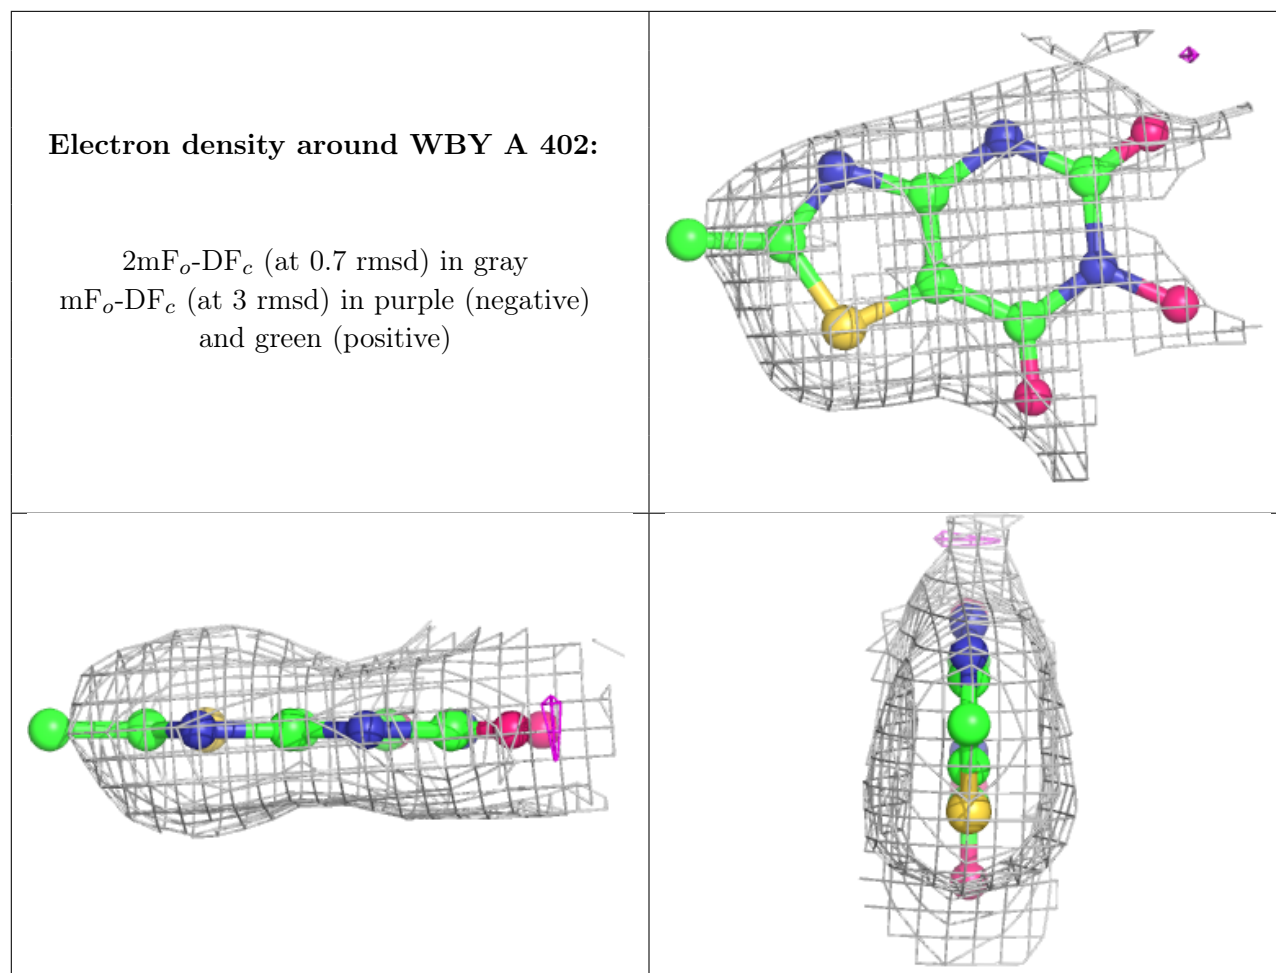 Electron density around WBY A 402:
2mFo-DFc (at 0.7 rmsd) in gray
mFo-DFc (at 3 rmsd) in purple (negative)
and green (positive)